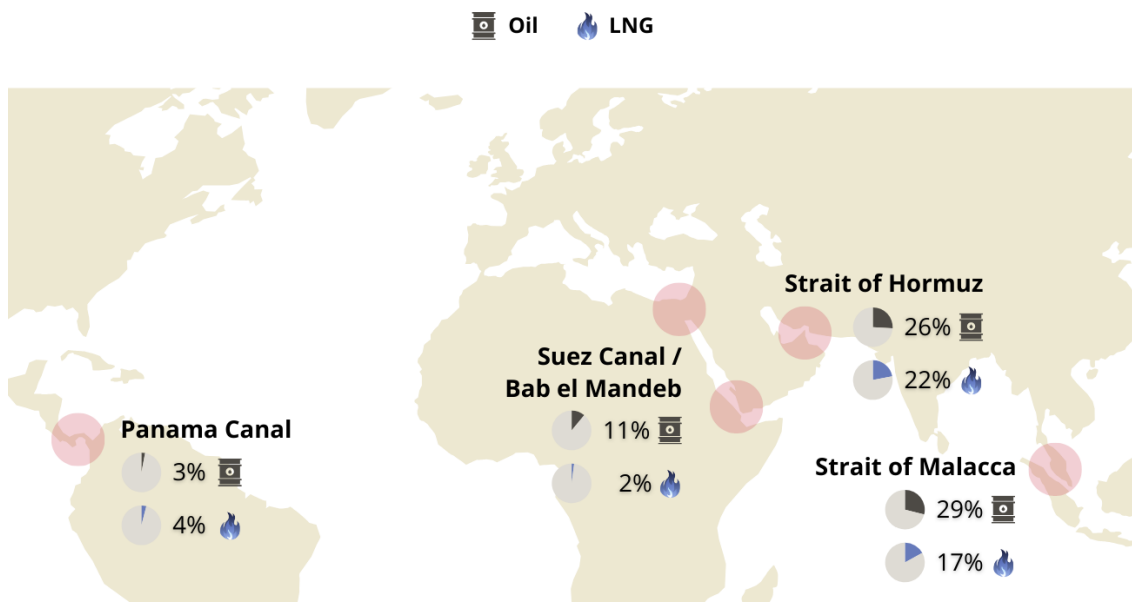 Oil LNG
Strait of Hormuz
26%
22%
Suez Canal /
Bab el Mandeb
11%
2%
Panama Canal
3%
4%
Strait of Malacca
29%
17%